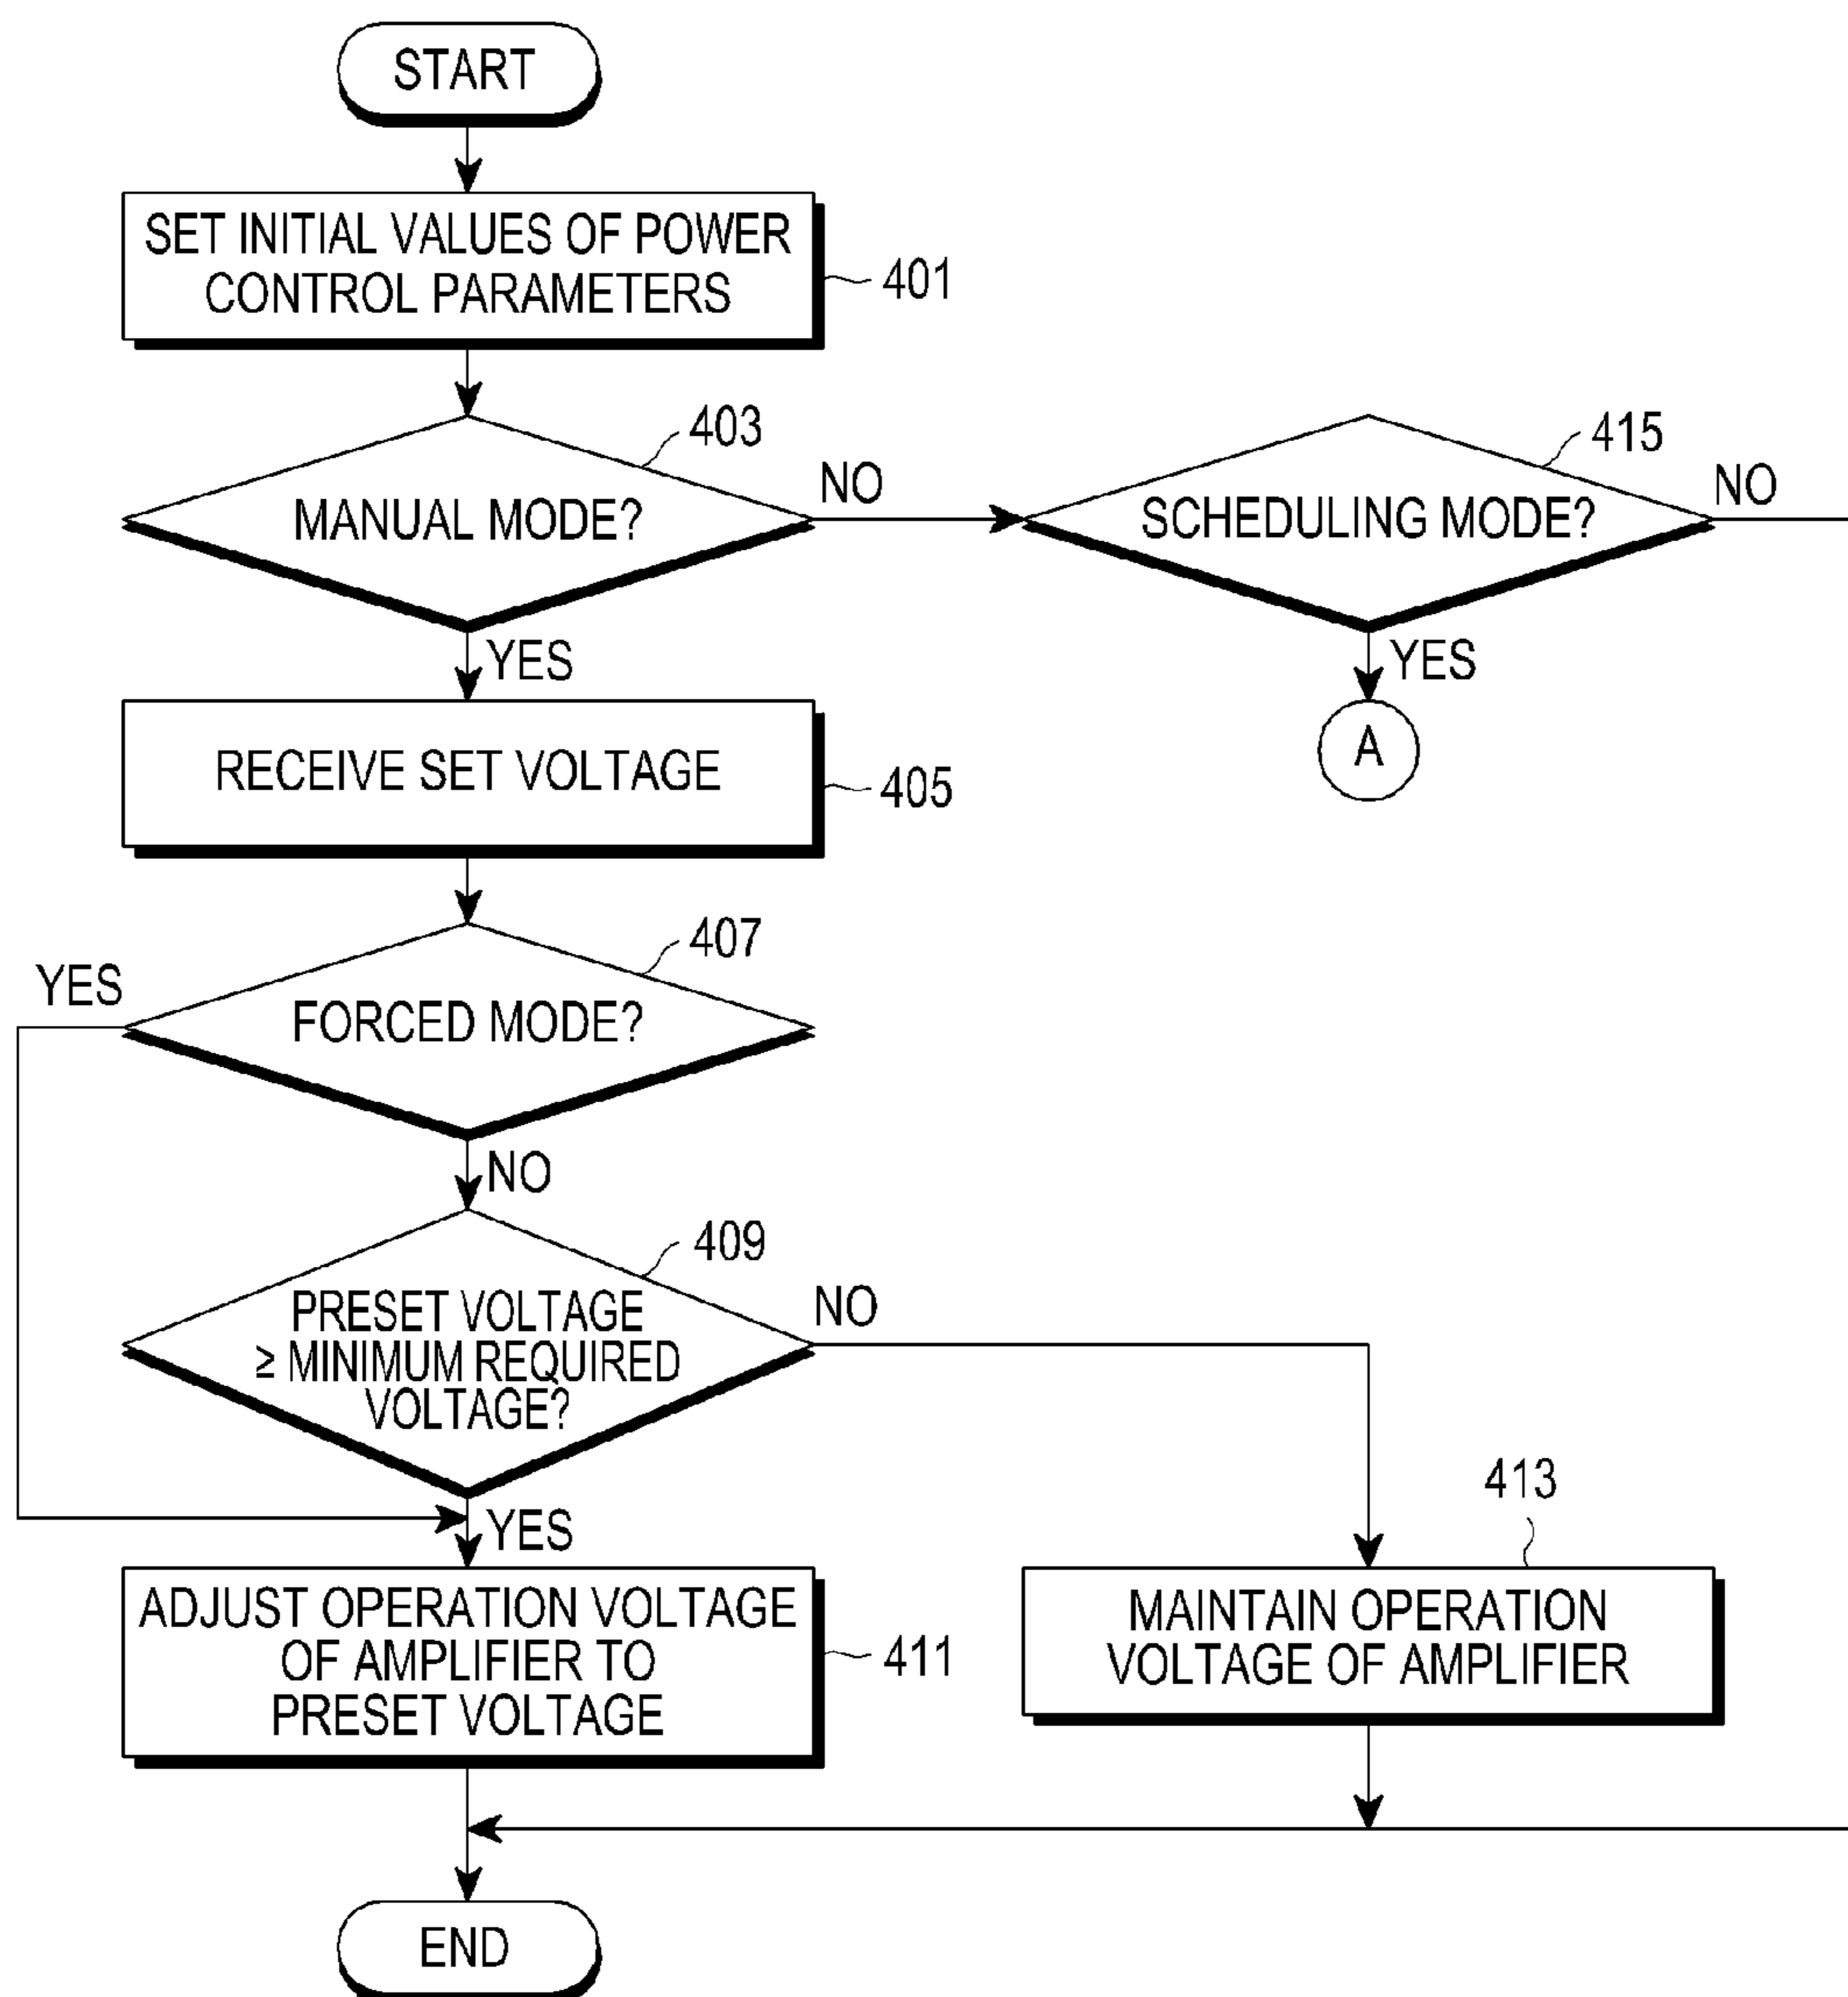 START
SET INITIAL VALUES OF POWER
CONTROL PARAMETERS
401
403
MANUAL MODE?
NO
415
SCHEDULING MODE?
NO
YES
YES
A
RECEIVE SET VOLTAGE
405
407
YES
FORCED MODE?
NO
409
PRESET VOLTAGE
≥ MINIMUM REQUIRED
VOLTAGE?
NO
YES
413
ADJUST OPERATION VOLTAGE
OF AMPLIFIER TO
PRESET VOLTAGE
411
MAINTAIN OPERATION
VOLTAGE OF AMPLIFIER
END